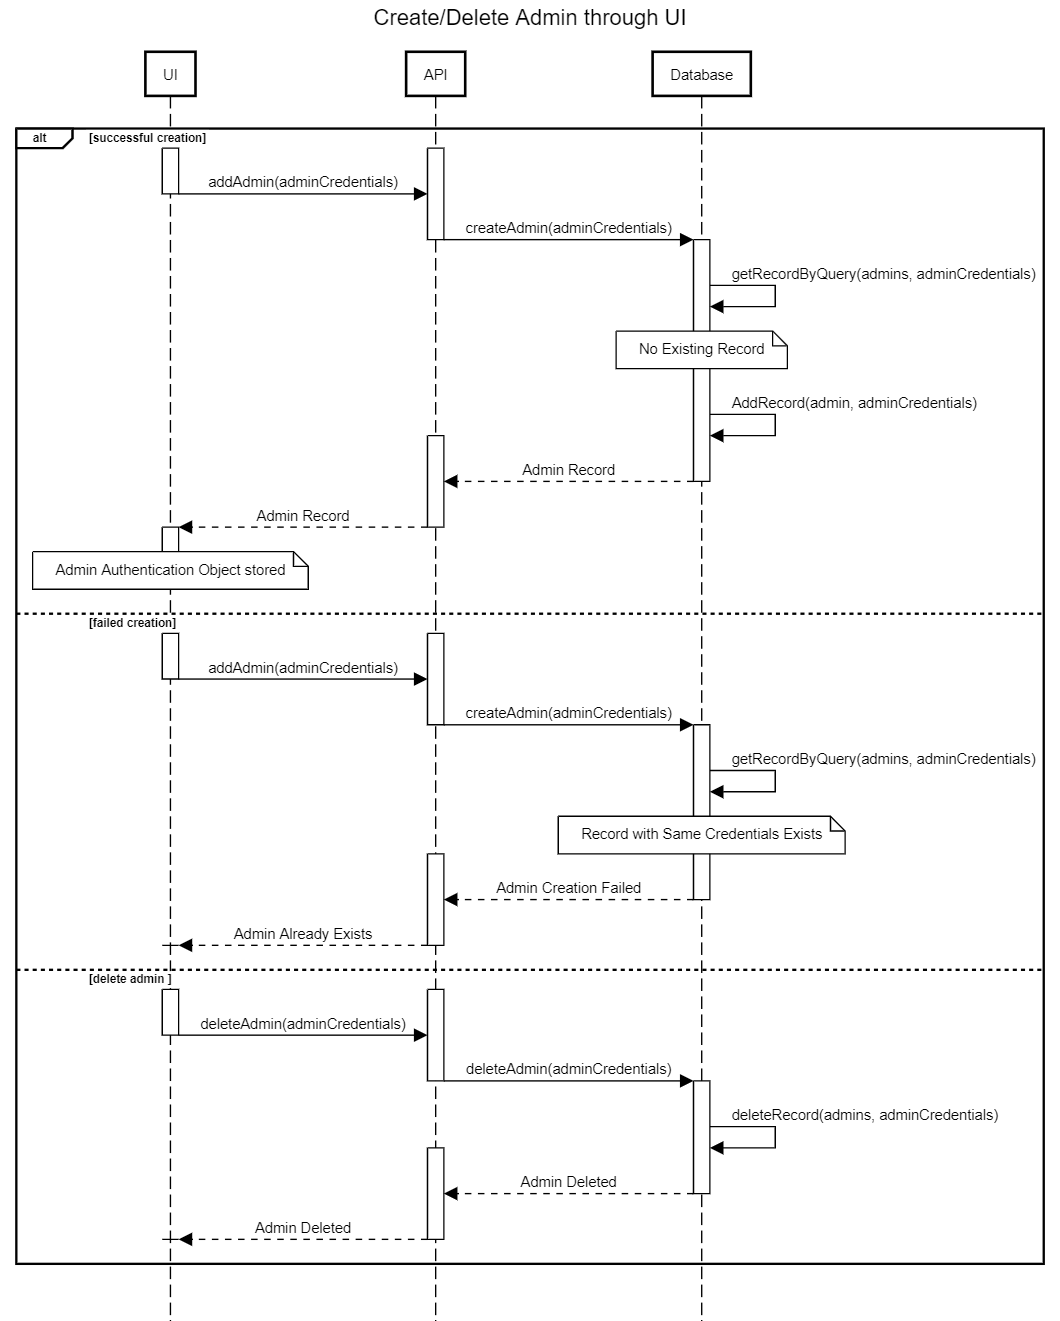 Create/Delete Admin through UI
UI
API
Database
alt
[successful creation]
addAdmin(adminCredentials)
createAdmin(adminCredentials)
getRecordByQuery(admins, adminCredentials)
No Existing Record
AddRecord(admin, adminCredentials)
Admin Record
Admin Record
Admin Authentication Object stored
[failed creation]
addAdmin(adminCredentials)
createAdmin(adminCredentials)
getRecordByQuery(admins, adminCredentials)
Record with Same Credentials Exists
Admin Creation Failed
Admin Already Exists
[delete admin ]
deleteAdmin(adminCredentials)
deleteAdmin(adminCredentials)
deleteRecord(admins, adminCredentials)
Admin Deleted
Admin Deleted